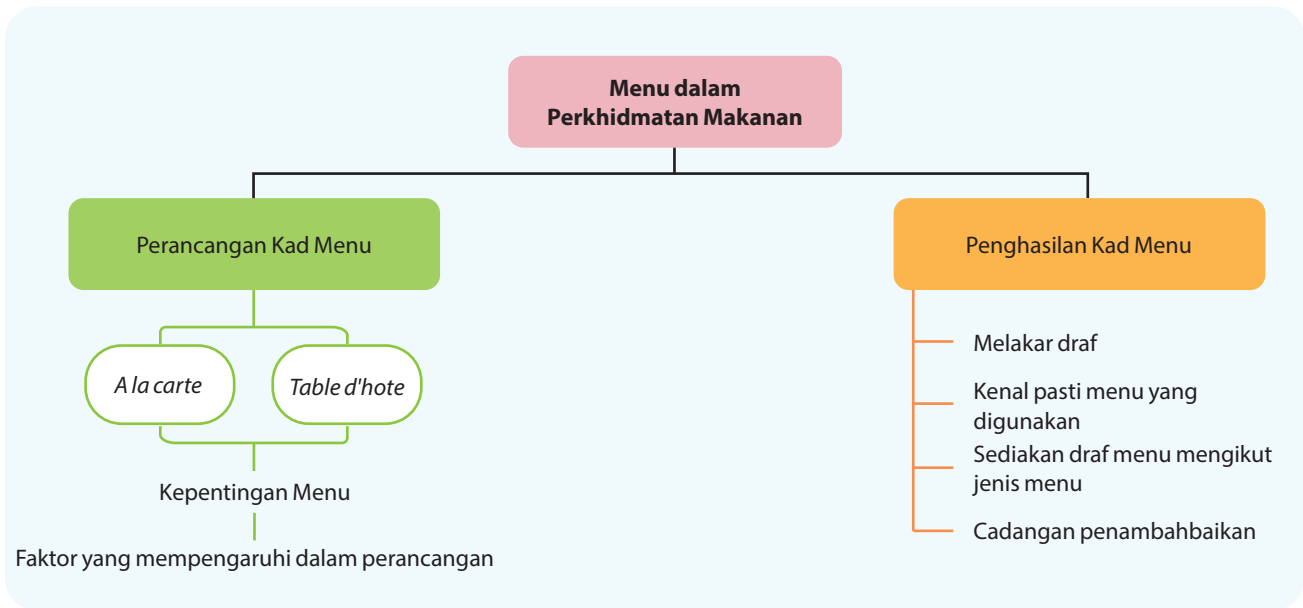 Menu dalam
Perkhidmatan Makanan
Perancangan Kad Menu
A la carte
Table d'hote
Kepentingan Menu
Faktor yang mempengaruhi dalam perancangan
Penghasilan Kad Menu
Melakar draf
Kenal pasti menu yang
digunakan
Sediakan draf menu mengikut
jenis menu
Cadangan penambahbaikan